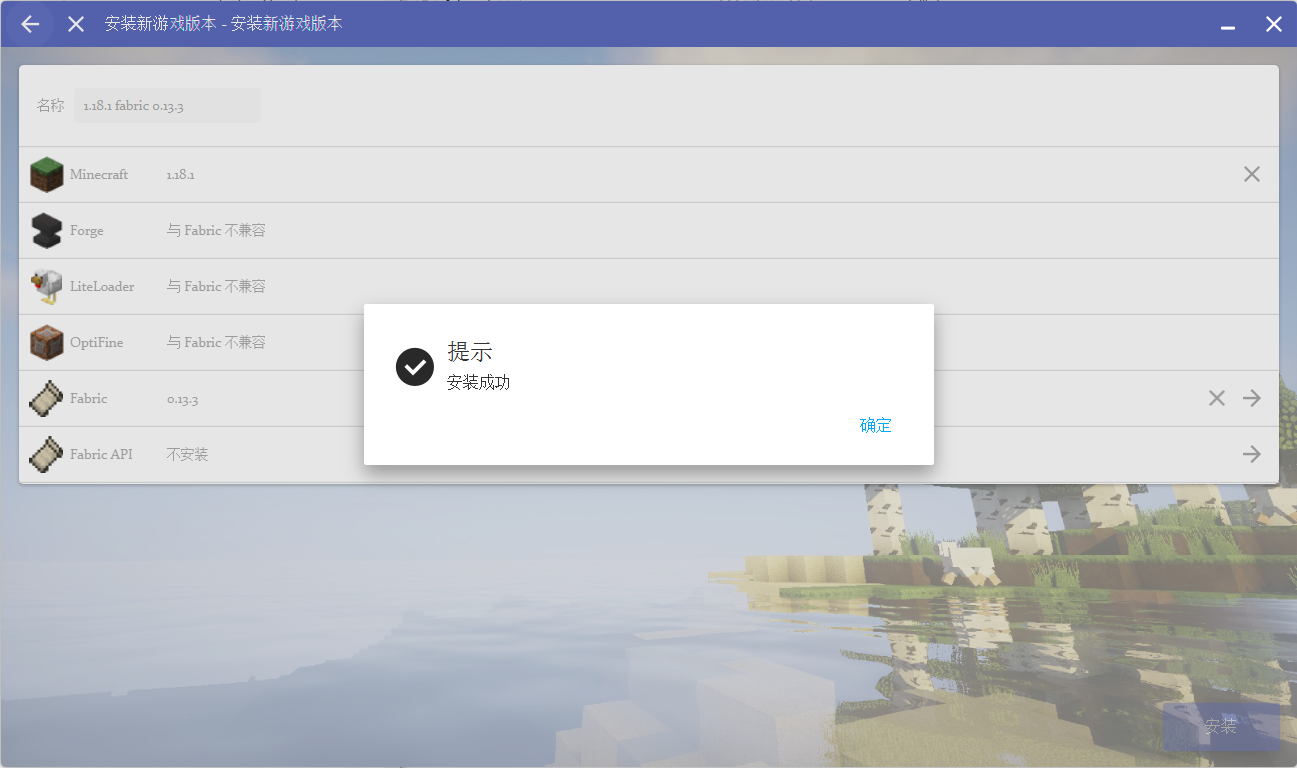 安装新游戏版本 - 安装新游戏版本
名称 1.18.1 fabric 0.13.3
Minecraft 1.18.1
Forge 与 Fabric 不兼容
LiteLoader 与 Fabric 不兼容
OptiFine 与 Fabric 不兼容
提示
安装成功
Fabric 0.13.3
确定
Fabric API 不安装
安装